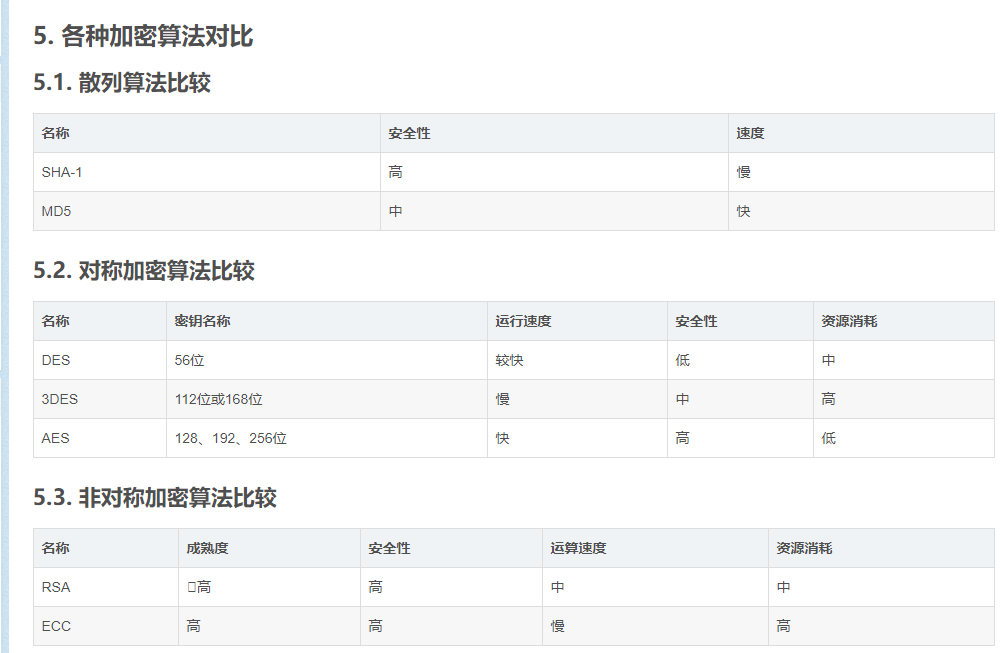 5. 各种加密算法对比
5.1. 散列算法比较
名称 安全性 速度
SHA-1 高 慢
MD5 中 快
5.2. 对称加密算法比较
名称 密钥名称 运行速度 安全性 资源消耗
DES 56位 较快 低 中
3DES 112位或168位 慢 中 高
AES 128、192、256位 快 高 低
5.3. 非对称加密算法比较
名称 成熟度 安全性 运算速度 资源消耗
RSA 高 高 中 中
ECC 高 高 慢 高